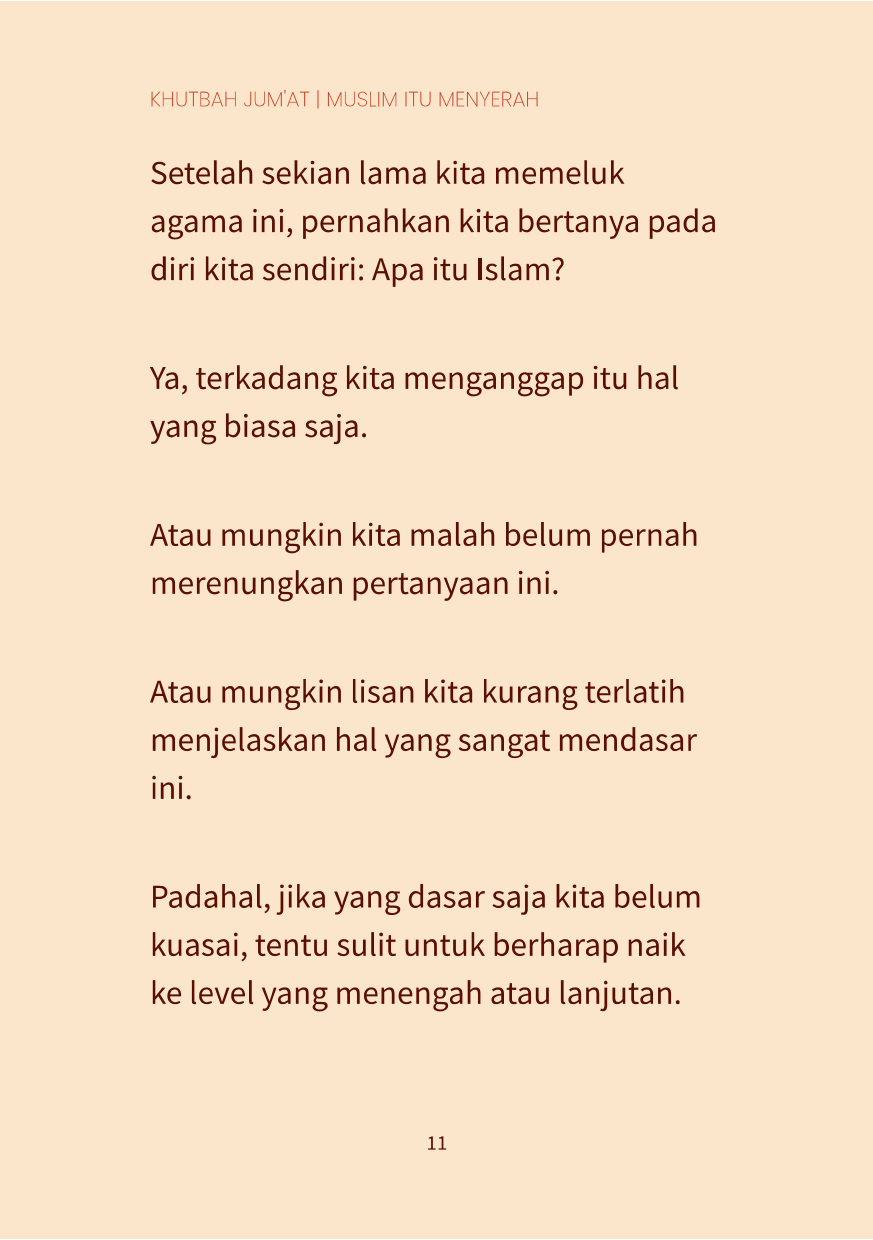 KHUTBAH JUM'AT | MUSLIM ITU MENYERAH
Setelah sekian lama kita memeluk
agama ini, pernahkan kita bertanya pada
diri kita sendiri: Apa itu Islam?
Ya, terkadang kita menganggap itu hal
yang biasa saja.
Atau mungkin kita malah belum pernah
merenungkan pertanyaan ini.
Atau mungkin lisan kita kurang terlatih
menjelaskan hal yang sangat mendasar
ini.
Padahal, jika yang dasar saja kita belum
kuasai, tentu sulit untuk berharap naik
ke level yang menengah atau lanjutan.
11